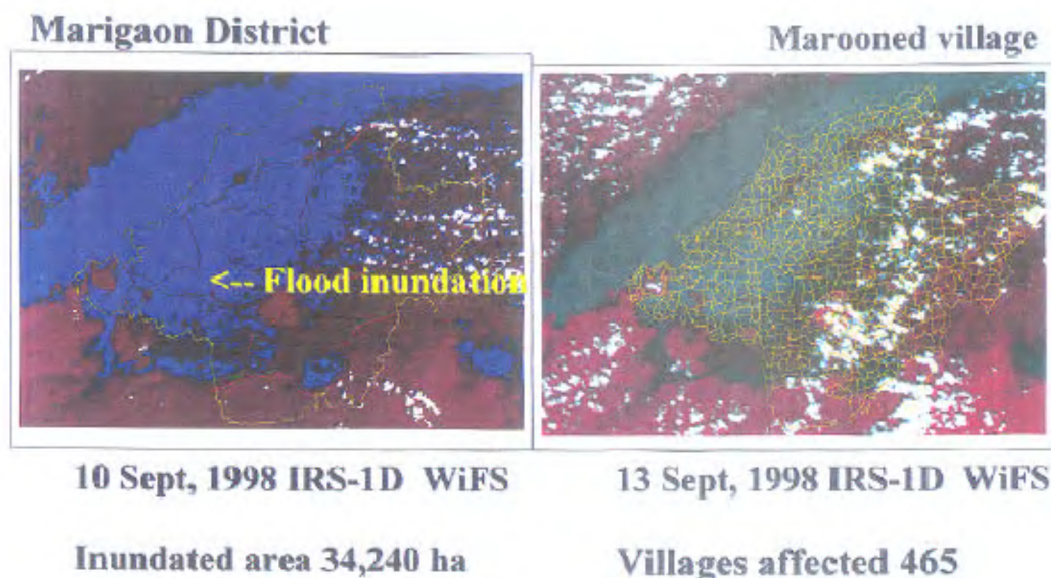 Marigaon District
Marooned village
<-- Flood inundation
10 Sept, 1998 IRS-1D WiFS
13 Sept, 1998 IRS-1D WiFS
Inundated area 34,240 ha
Villages affected 465